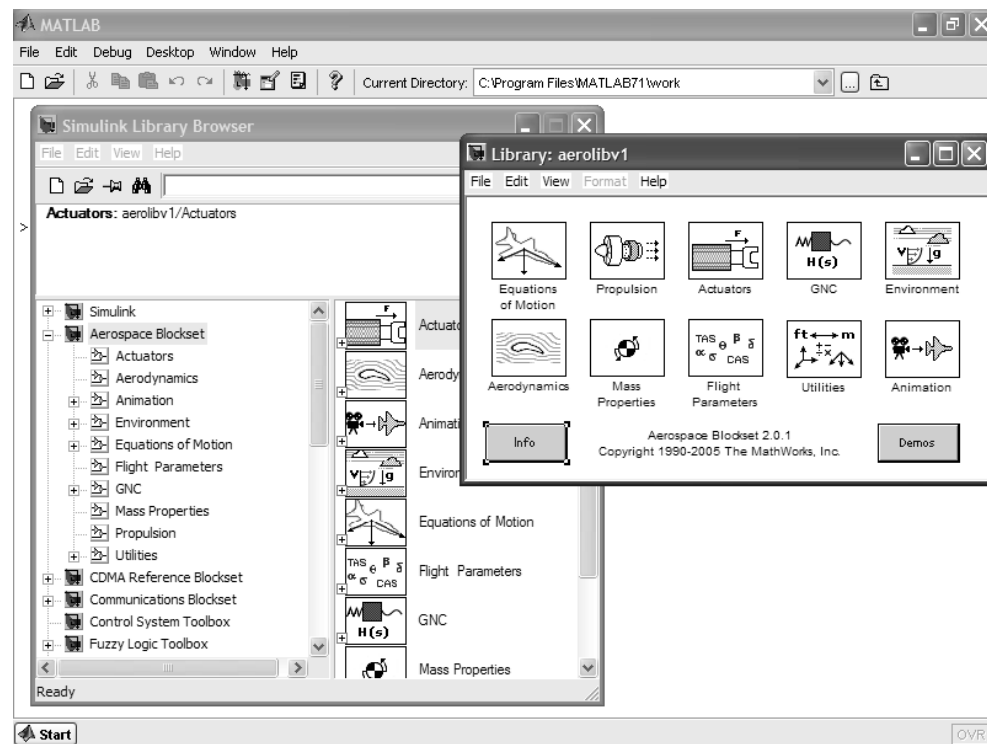 MATLAB
File Edit Debug Desktop Window Help
Current Directory: C:\Program Files\MATLAB71\work
Simulink Library Browser
File Edit View Help
Actuators: aerolibv1/Actuators
>
Simulink
Aerospace Blockset
Actuators
Aerodynamics
Animation
Environment
Equations of Motion
Flight Parameters
GNC
Mass Properties
Propulsion
Utilities
CDMA Reference Blockset
Communications Blockset
Control System Toolbox
Fuzzy Logic Toolbox
F
Actuato
Aerody
Animati
V g
Environ
Equations of Motion
TAS θ β δ
α σ CAS
Flight Parameters
H(s)
GNC
Mass Properties
Ready
Library: aerolibv1
File Edit View Format Help
Equations
of Motion
Propulsion
F
Actuators
H(s)
GNC
V g
Environment
Aerodynamics
Mass
Properties
TAS θ β δ
α σ CAS
Flight
Parameters
ft m
Utilities
Animation
Info
Aerospace Blockset 2.0.1
Copyright 1990-2005 The MathWorks, Inc.
Demos
Start
OVR